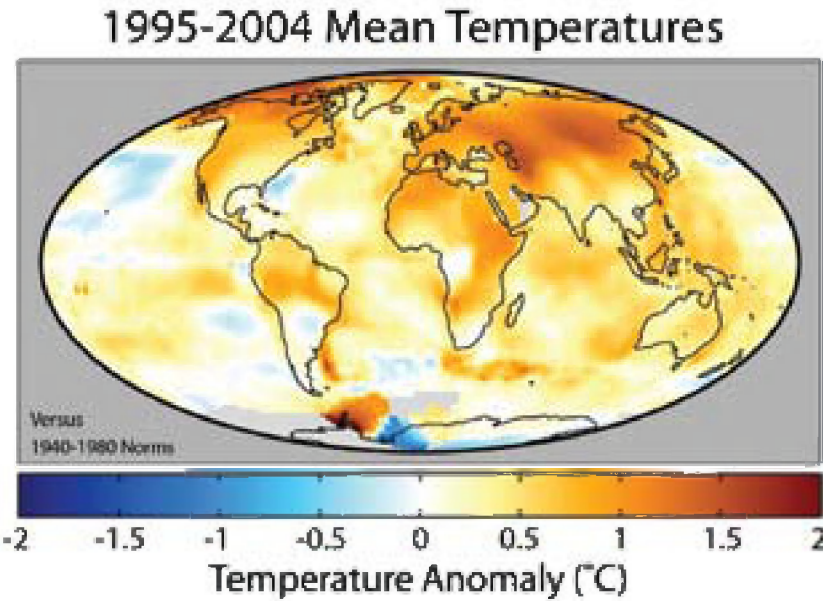 1995-2004 Mean Temperatures
Versus
1940-1980 Norms
-2 -1.5 -1 -0.5 0 0.5 1 1.5 2
Temperature Anomaly (˚C)